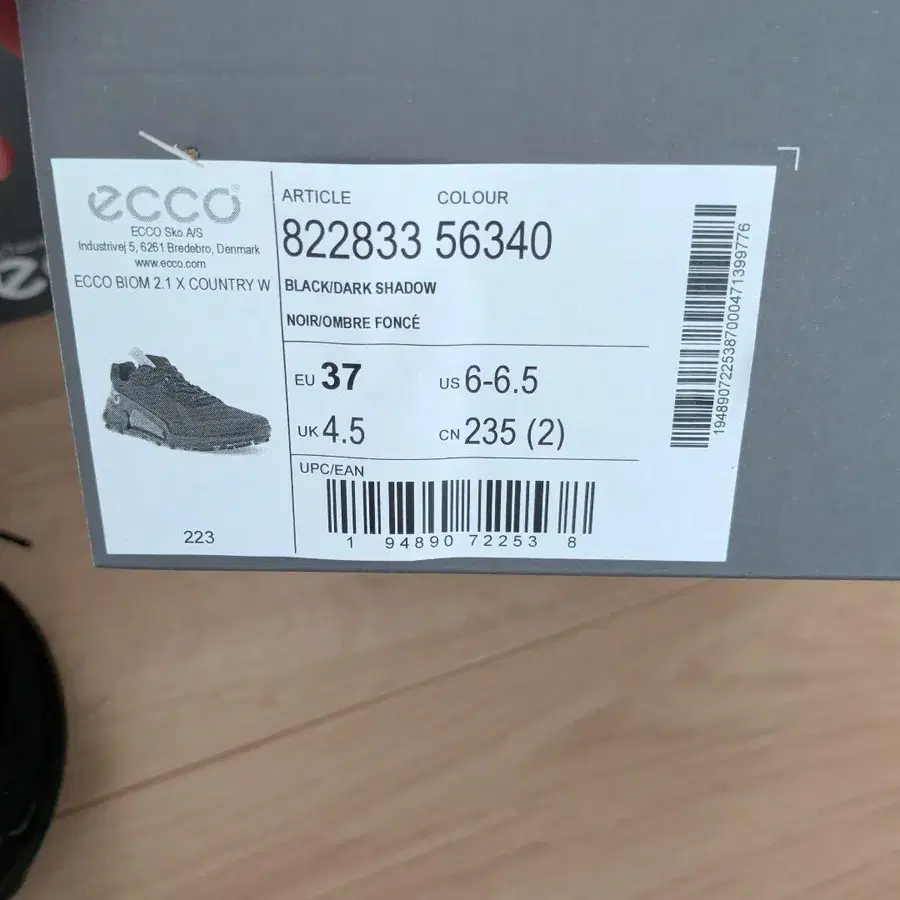 ecco
ECCO Sko A/S
Industrivej 5, 6261 Bredebro, Denmark
www.ecco.com
ECCO BIOM 2.1 X COUNTRY W
223
ARTICLE COLOUR
822833 56340
BLACK/DARK SHADOW
NOIR/OMBRE FONCÉ
EU 37 US 6-6.5
UK 4.5 CN 235 (2)
UPC/EAN
1 94890 72253 8
194890722538700047139977​6